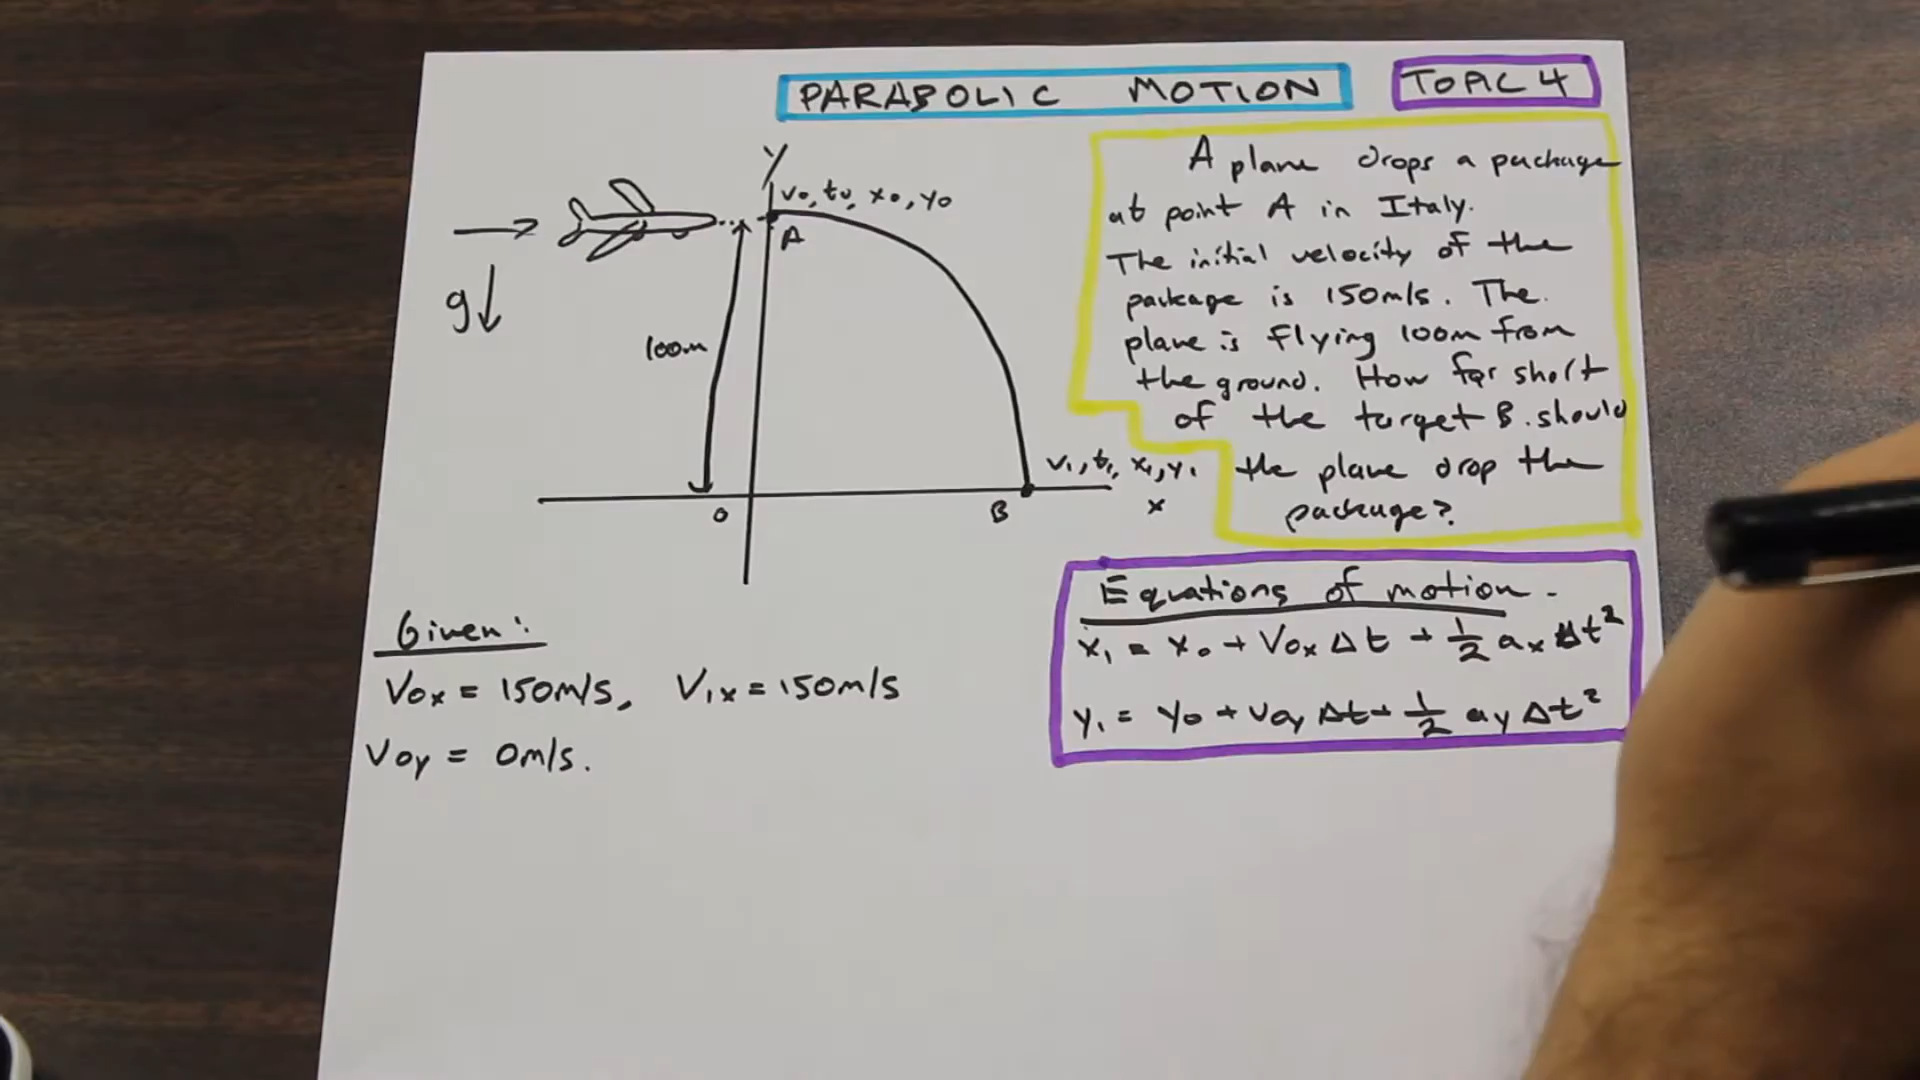 PARABOLIC MOTION
TOPIC 4
A plane drops a package
at point A in Italy.
The initial velocity of the
package is 150m/s. The
plane is flying 100m from
the ground. How far short
of the target B. should
the plane drop the
package?
Y
V0, t0, x0, y0
A
g
100m
V1, t1, x1, y1
x
O
B
Equations of motion
x1 = x0 + V0x Δt + 1/2 ax Δt²
y1 = y0 + v0y Δt + 1/2 ay Δt²
Given:
V0x = 150m/s, V1x = 150m/s
V0y = 0m/s.